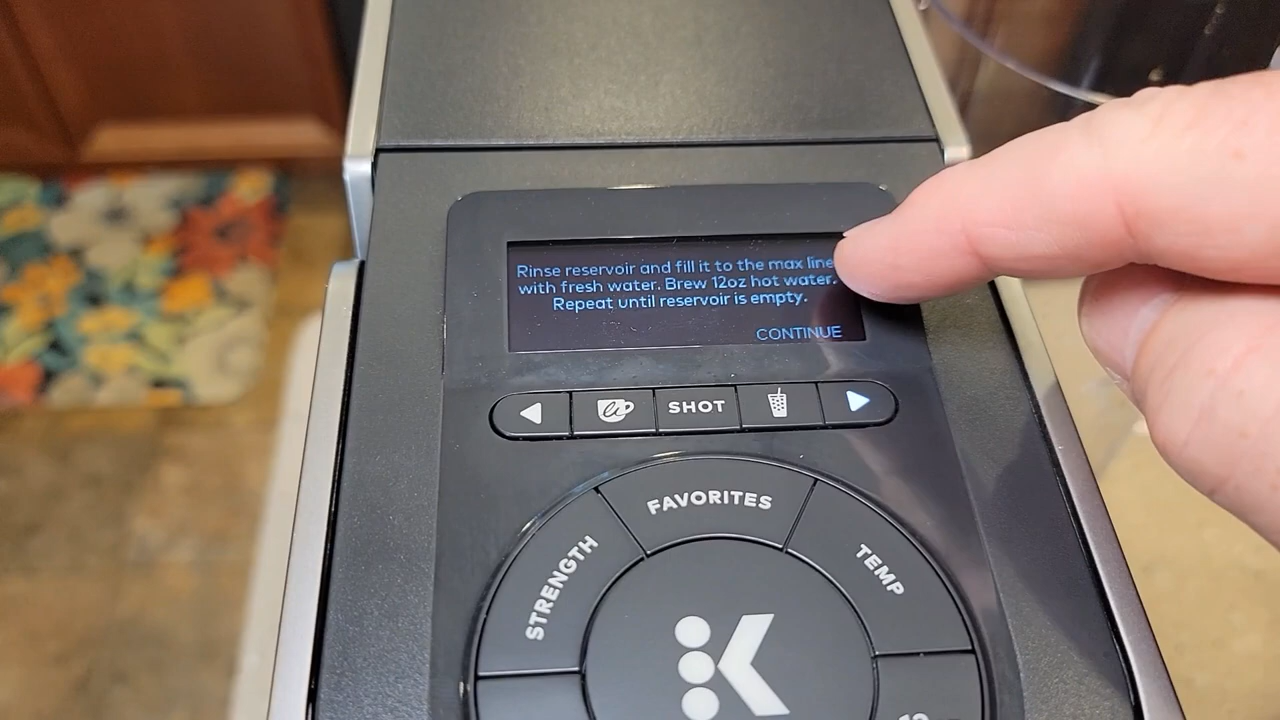 Rinse reservoir and fill it to the max line
with fresh water. Brew 12oz hot water.
Repeat until reservoir is empty.
CONTINUE
SHOT
FAVORITES
STRENGTH
TEMP
K